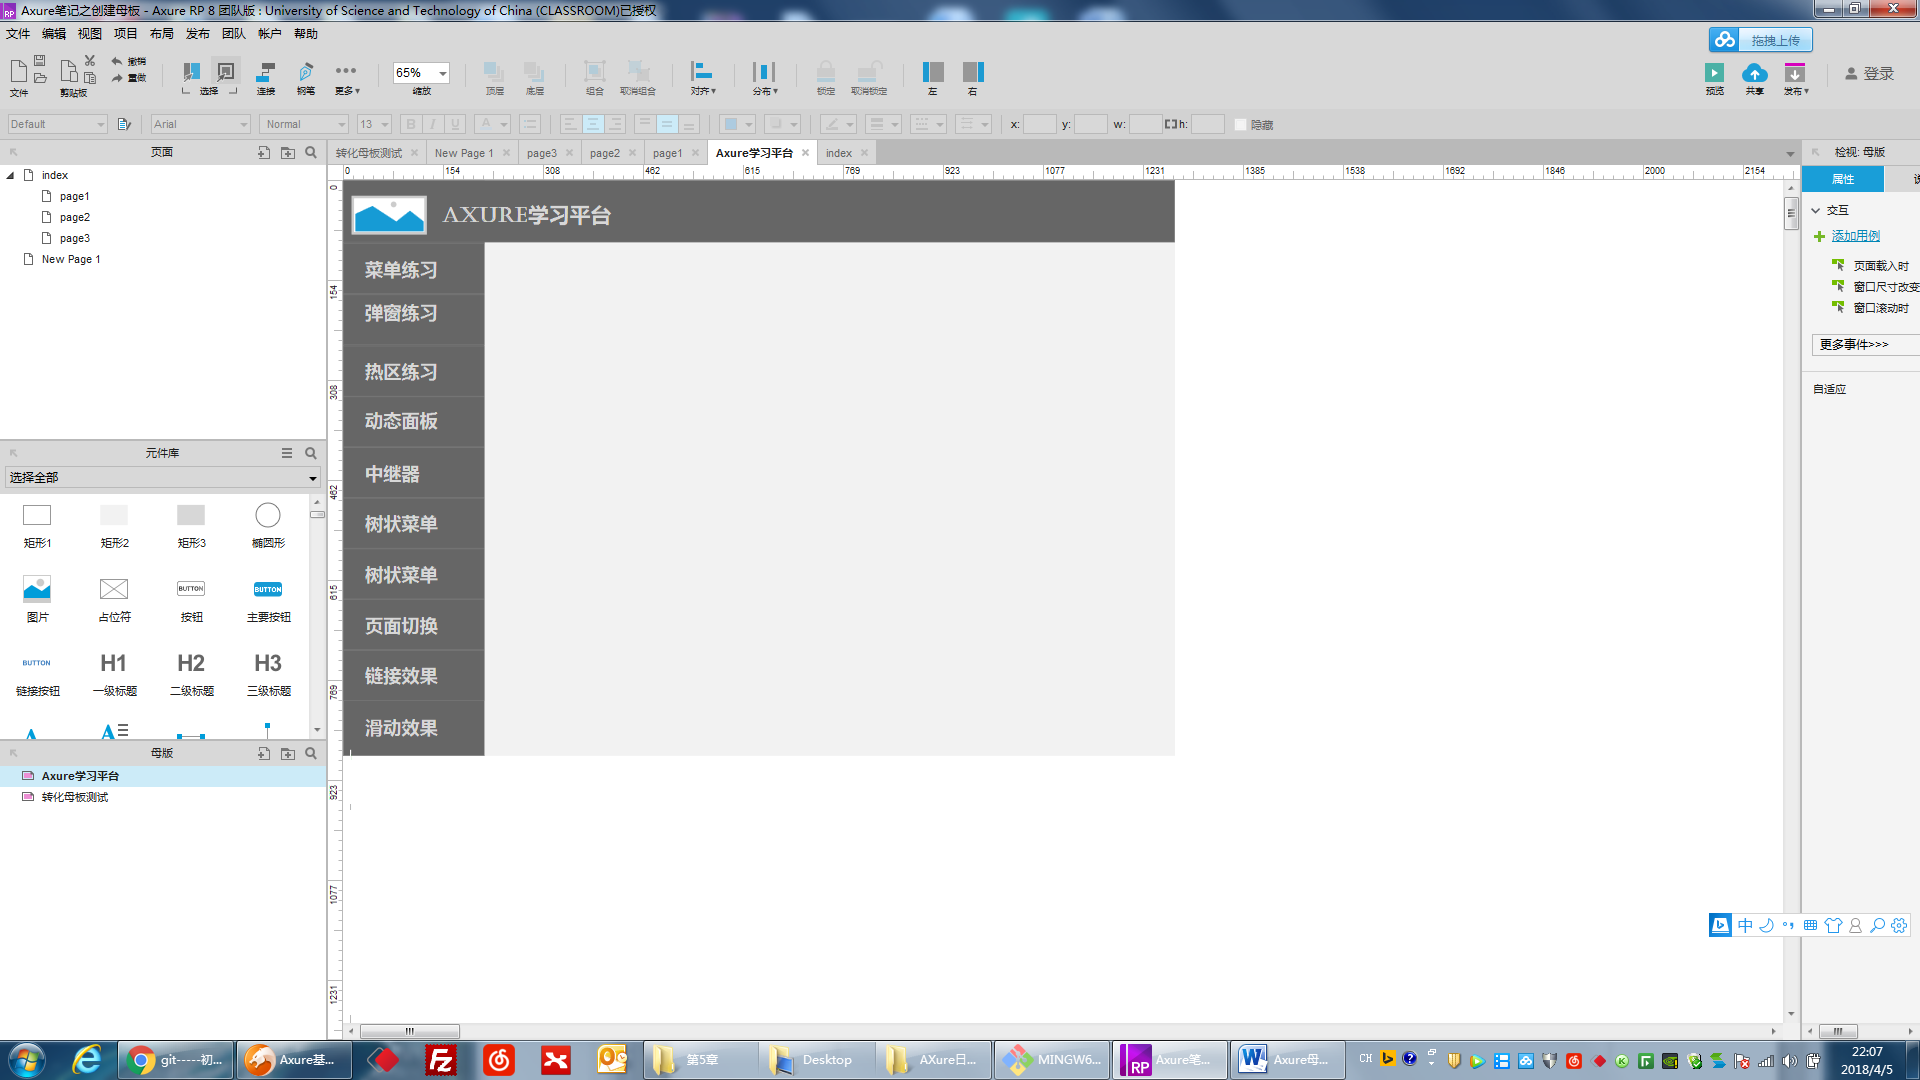 Axure笔记之创建母板 - Axure RP 8 团队版 : University of Science and Technology of China (CLASSROOM)已授权
文件 编辑 视图 项目 布局 发布 团队 帐户 帮助
拖拽上传
撤销
重做
文件 剪贴板 选择 连接 钢笔 更多 65% 缩放 顶层 底层 组合 取消组合 对齐 分布 锁定 取消锁定 左 右 预览 共享 发布 登录
Default Arial Normal 13 B I U A x: y: w: h: 隐藏
页面
index
page1
page2
page3
New Page 1
转化母板测试 New Page 1 page3 page2 page1 Axure学习平台 index
0 154 308 462 615 769 923 1077 1231 1385 1538 1692 1846 2000 2154
0 154 308 462 615 769 923 1077 1231
AXURE学习平台
菜单练习
弹窗练习
热区练习
动态面板
中继器
树状菜单
树状菜单
页面切换
链接效果
滑动效果
元件库
选择全部
矩形1 矩形2 矩形3 椭圆形
BUTTON BUTTON
图片 占位符 按钮 主要按钮
BUTTON H1 H2 H3
链接按钮 一级标题 二级标题 三级标题
A A
母版
Axure学习平台
转化母板测试
检视: 母版
属性
交互
添加用例
页面载入时
窗口尺寸改变
窗口滚动时
更多事件>>>
自适应
中
git-----初... Axure基... 第5章 Desktop AXure日... MINGW6... Axure笔... Axure母...
CH
22:07
2018/4/5